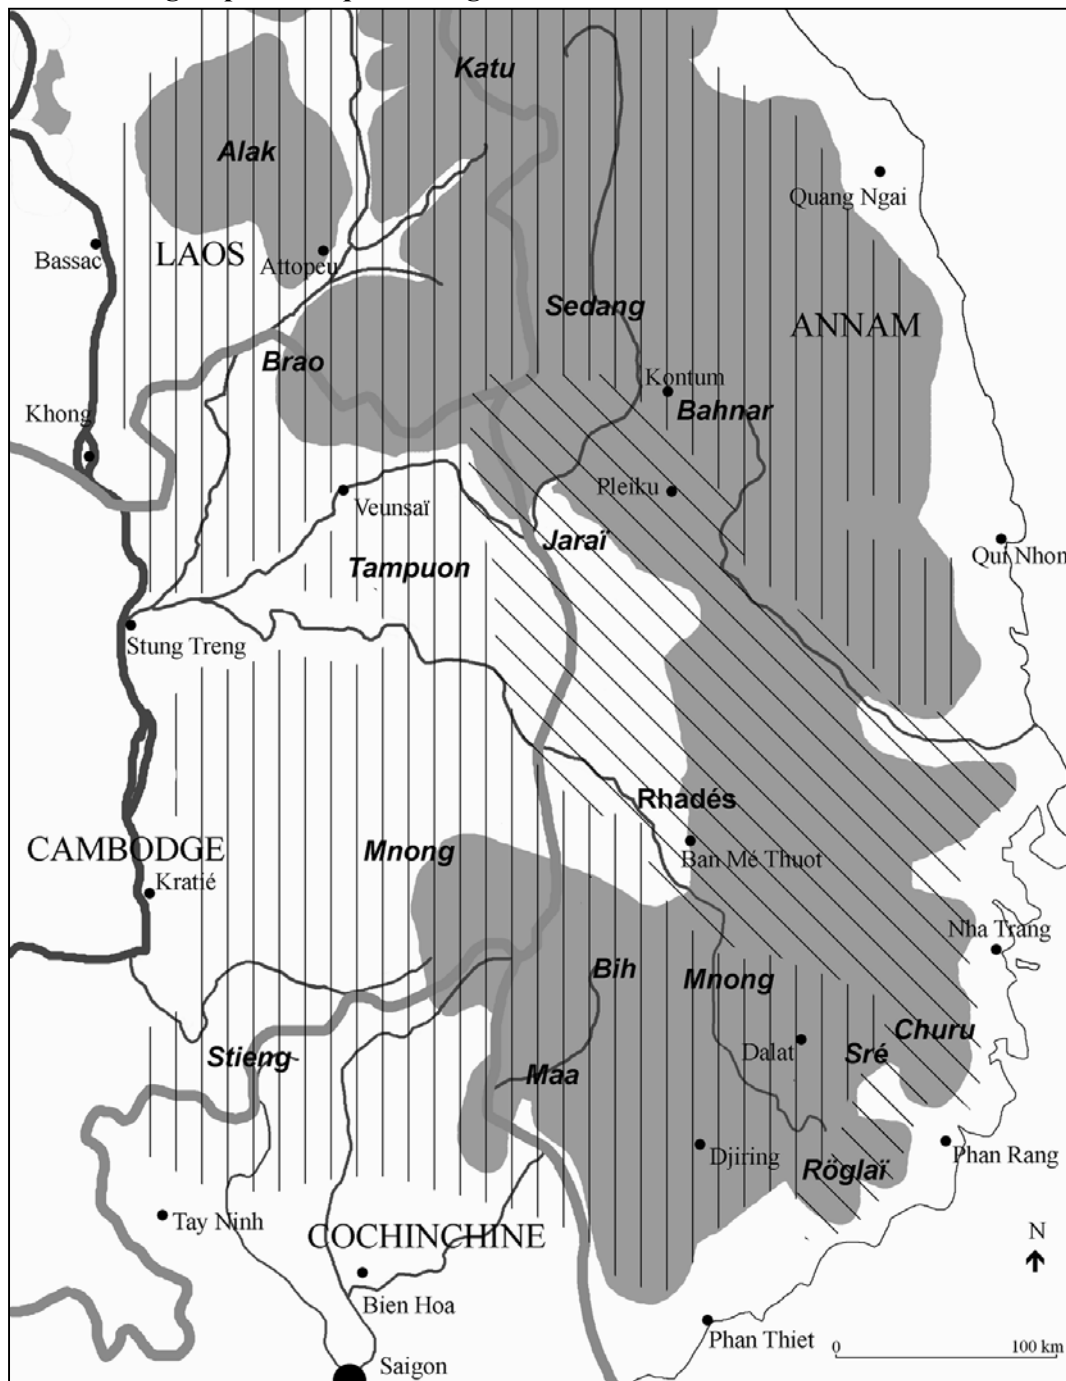 Katu
Alak
Quang Ngai
Bassac
LAOS
Attopeu
Sedang
ANNAM
Brao
Kontum
Bahnar
Khong
Pleiku
Veunsaï
Jaraï
Qui Nhon
Tampuon
Stung Treng
Rhadés
CAMBODGE
Mnong
Ban Mé Thuot
Kratié
Nha Trang
Bih
Mnong
Churu
Stieng
Dalat
Sré
Maa
Djiring
Röglaï
Phan Rang
Tay Ninh
COCHINCHINE
N
Bien Hoa
Phan Thiet
0 100 km
Saigon